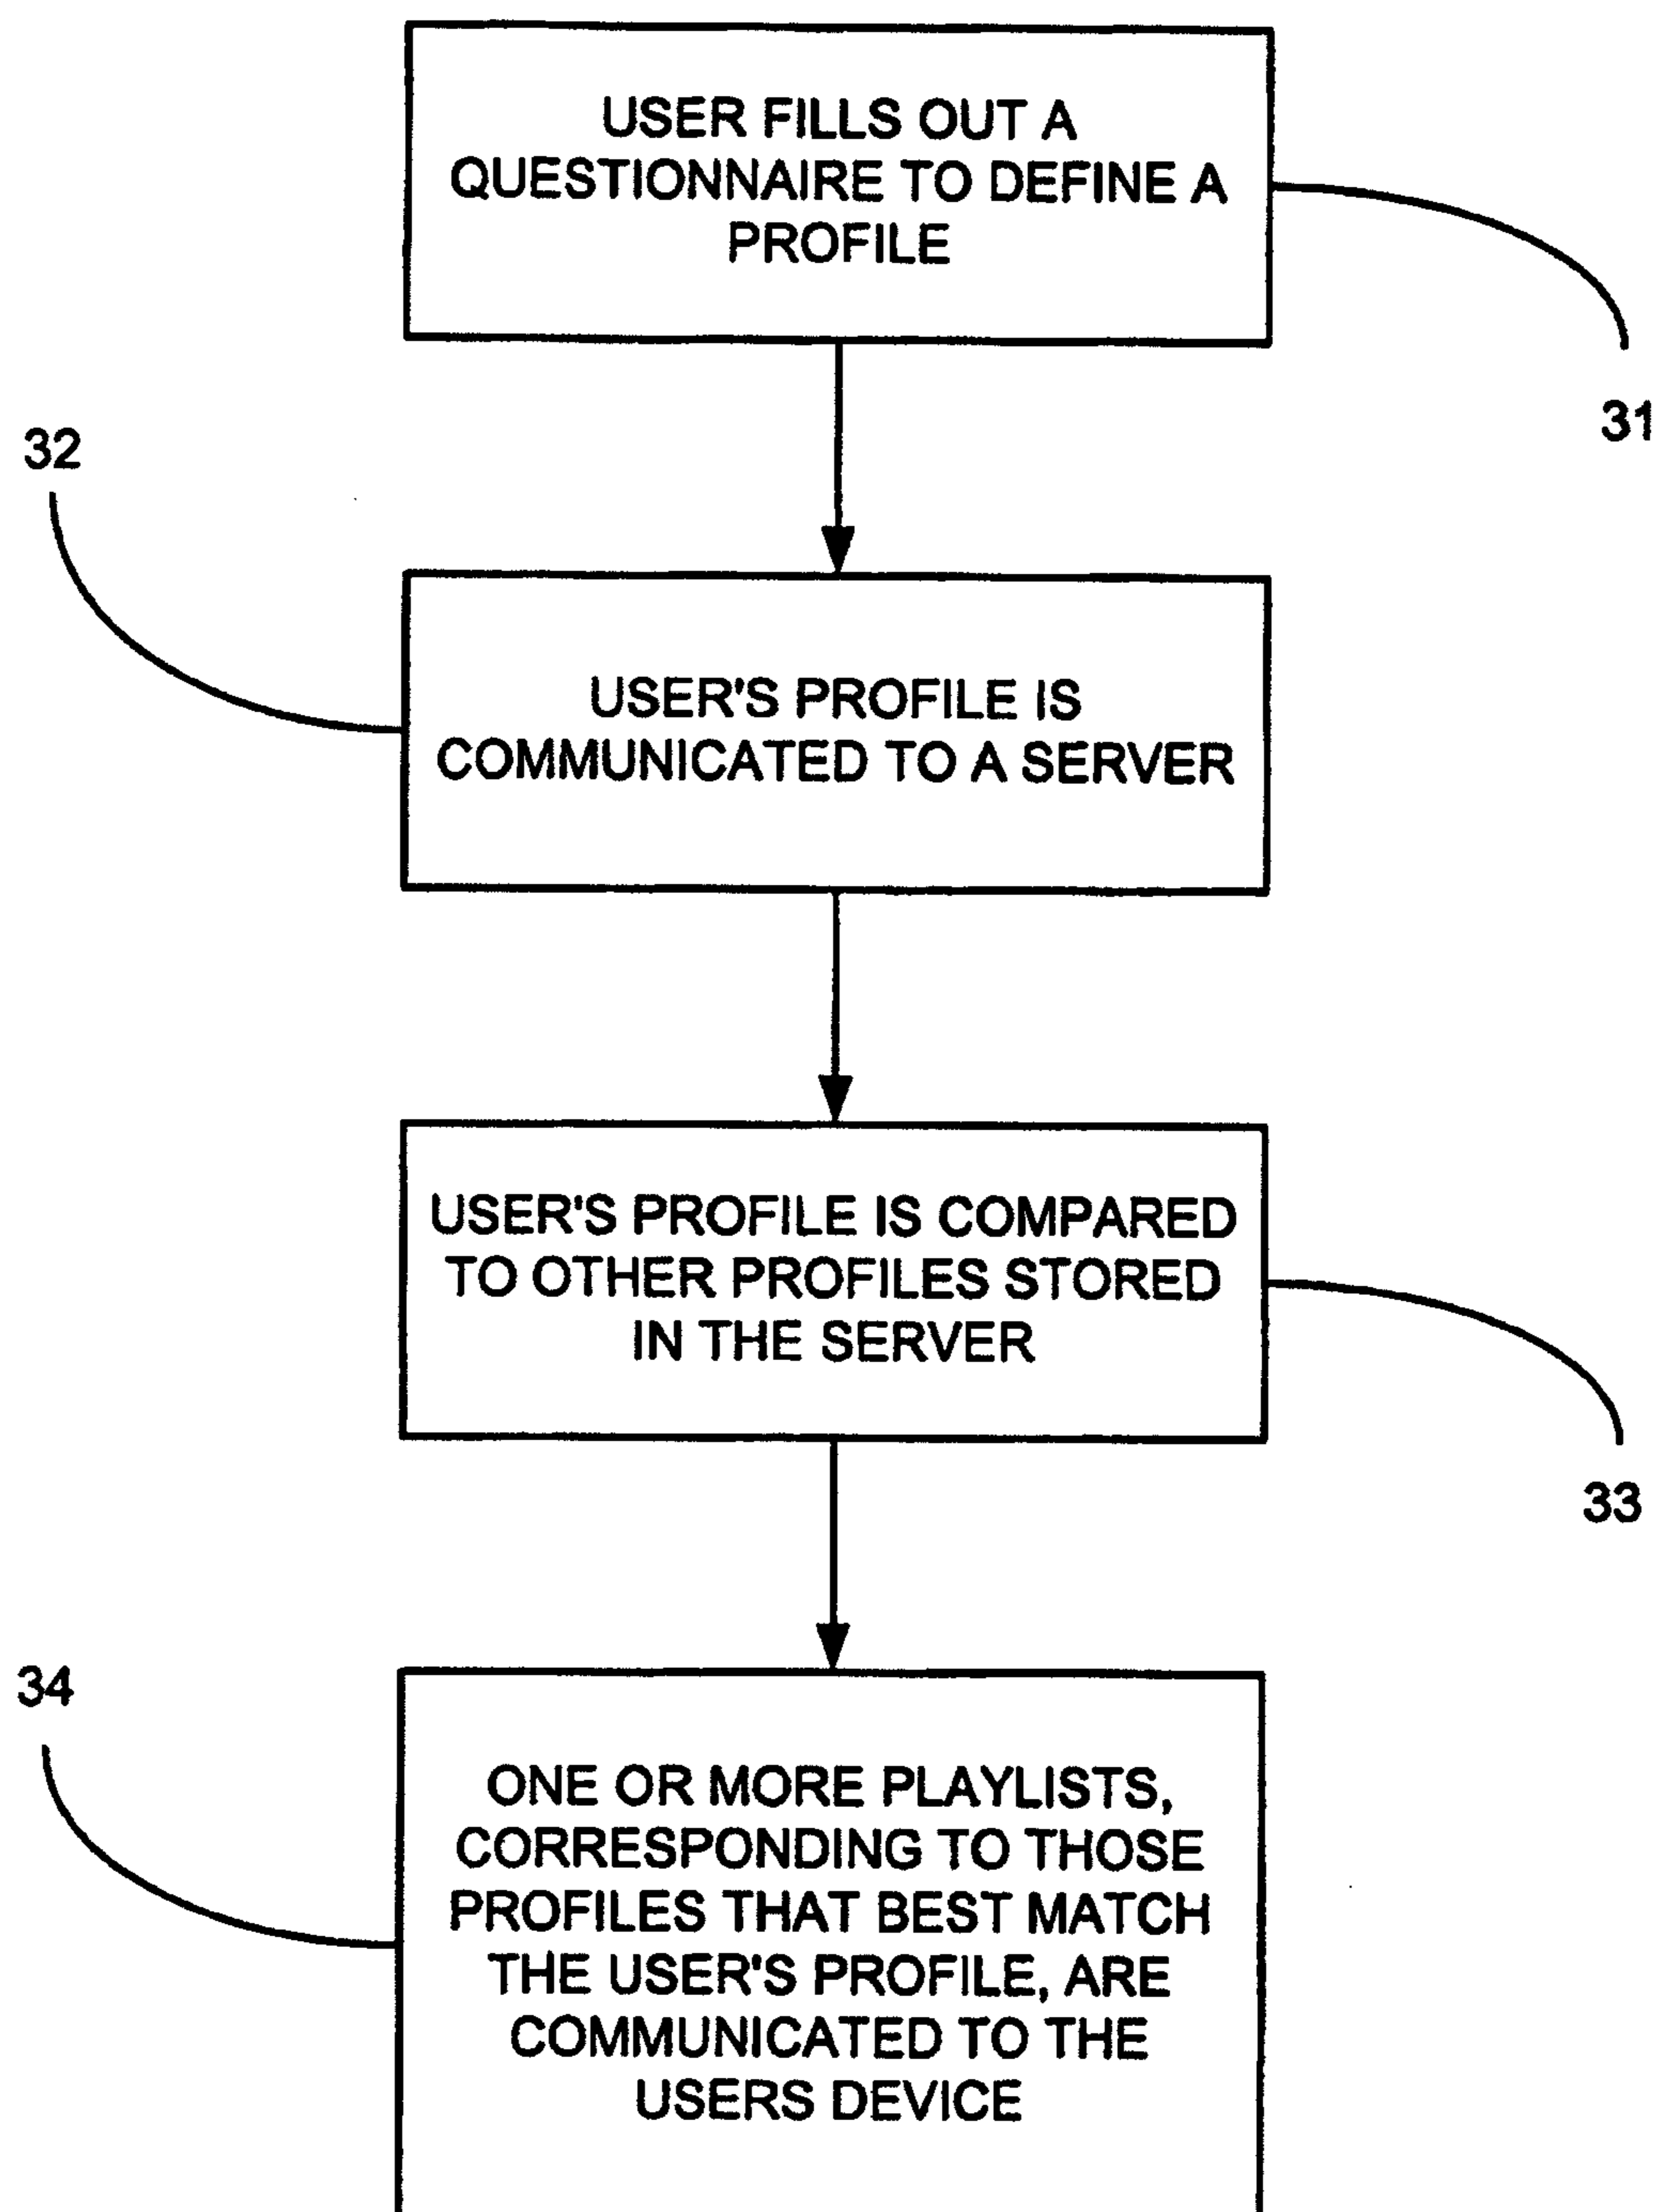 USER FILLS OUT A
QUESTIONNAIRE TO DEFINE A
PROFILE
31
32
USER'S PROFILE IS
COMMUNICATED TO A SERVER
USER'S PROFILE IS COMPARED
TO OTHER PROFILES STORED
IN THE SERVER
33
34
ONE OR MORE PLAYLISTS,
CORRESPONDING TO THOSE
PROFILES THAT BEST MATCH
THE USER'S PROFILE, ARE
COMMUNICATED TO THE
USERS DEVICE